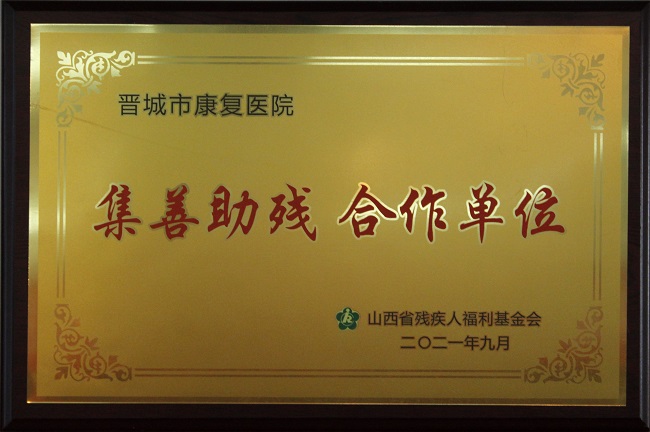 晋城市康复医院
集善助残 合作单位
山西省残疾人福利基金会
二〇二一年九月